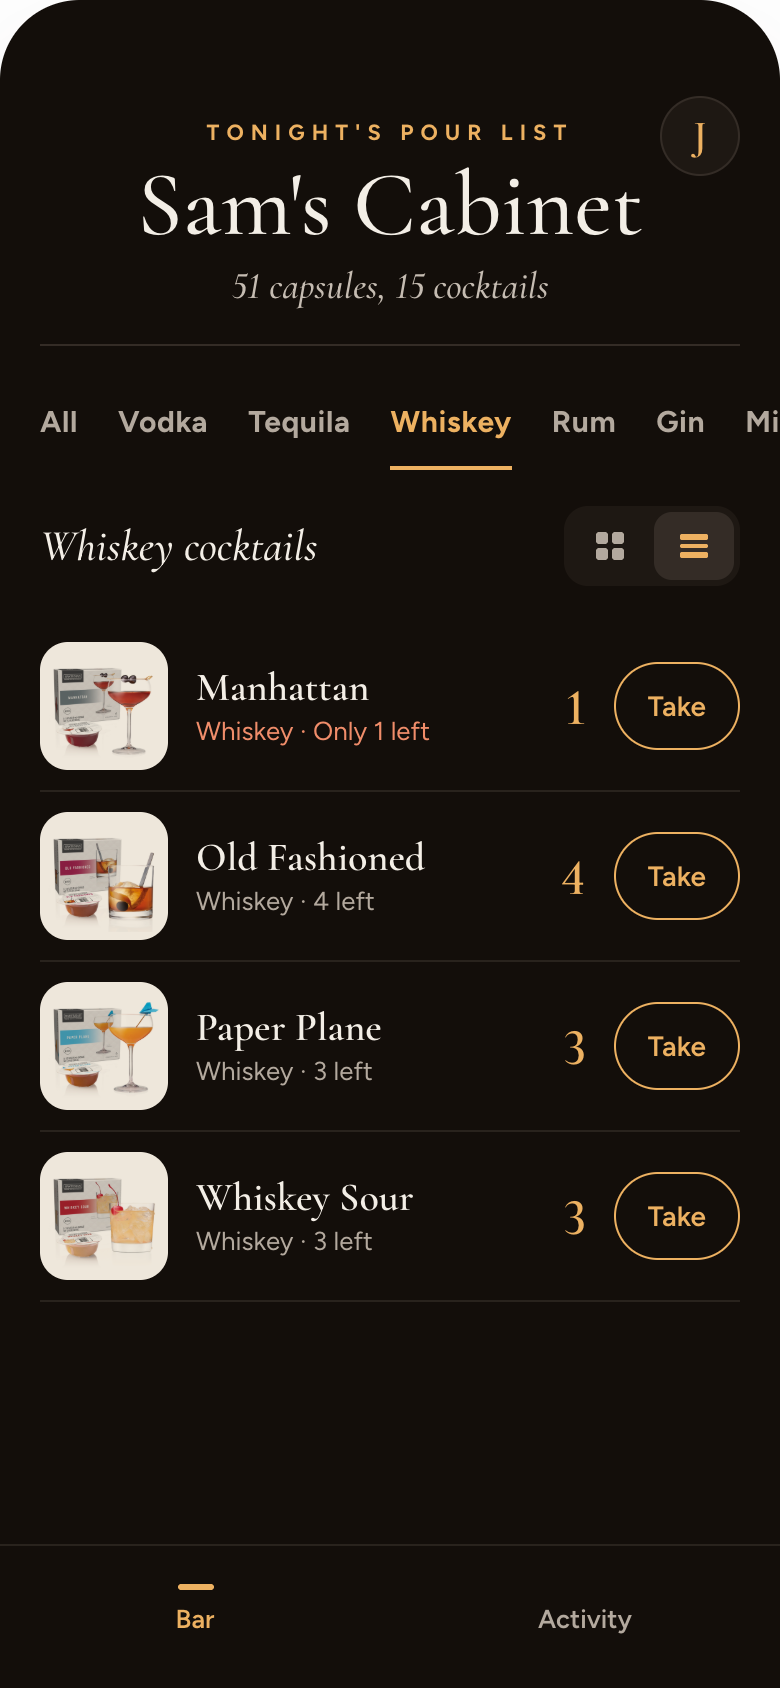 TONIGHT'S POUR LIST
J
Sam's Cabinet
51 capsules, 15 cocktails
All Vodka Tequila Whiskey Rum Gin Mi
Whiskey cocktails
Manhattan
Whiskey · Only 1 left
1 Take
Old Fashioned
Whiskey · 4 left
4 Take
Paper Plane
Whiskey · 3 left
3 Take
Whiskey Sour
Whiskey · 3 left
3 Take
Bar Activity